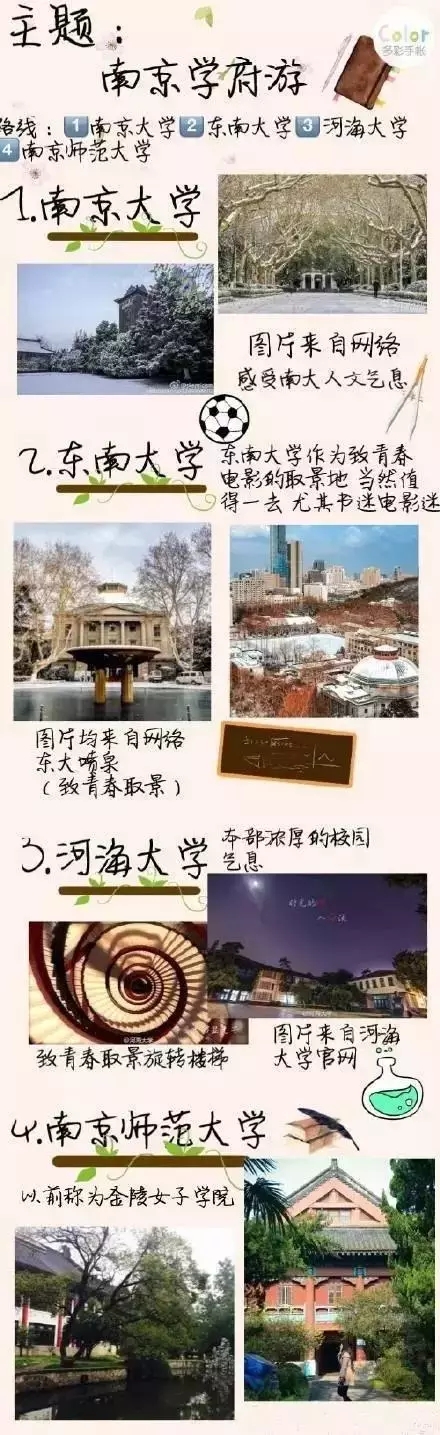 主题：
Color
多彩手帐
南京学府游
路线：1南京大学2东南大学3河海大学
4南京师范大学
1.南京大学
图片来自网络
感受南大人文气息
2.东南大学
东南大学作为致青春
电影的取景地 当然值
得一去 尤其书迷电影迷
图片均来自网络
东大喷泉
（致青春取景）
3.河海大学
本部浓厚的校园
气息
@河海大学
致青春取景旋转楼梯
图片来自河海
大学官网
4.南京师范大学
以前称为金陵女子学院